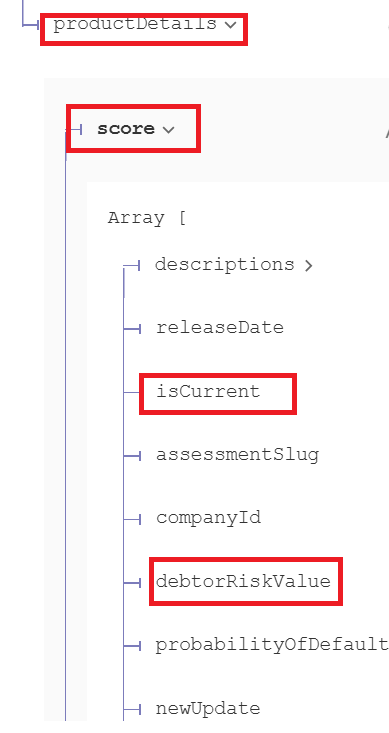 productDetails
score
Array [
descriptions
releaseDate
isCurrent
assessmentSlug
companyId
debtorRiskValue
probabilityOfDefault
newUpdate